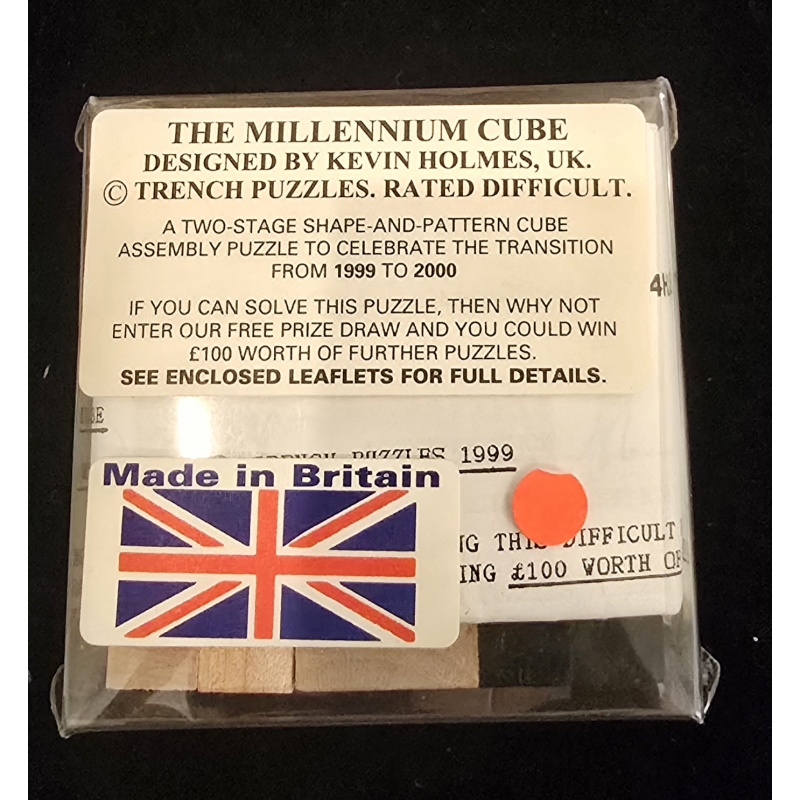 THE MILLENNIUM CUBE
DESIGNED BY KEVIN HOLMES, UK.
© TRENCH PUZZLES. RATED DIFFICULT.
A TWO-STAGE SHAPE-AND-PATTERN CUBE
ASSEMBLY PUZZLE TO CELEBRATE THE TRANSITION
FROM 1999 TO 2000
IF YOU CAN SOLVE THIS PUZZLE, THEN WHY NOT
ENTER OUR FREE PRIZE DRAW AND YOU COULD WIN
£100 WORTH OF FURTHER PUZZLES.
SEE ENCLOSED LEAFLETS FOR FULL DETAILS.
PUZZLES 1999
Made in Britain
THIS DIFFICULT
£100 WORTH OF